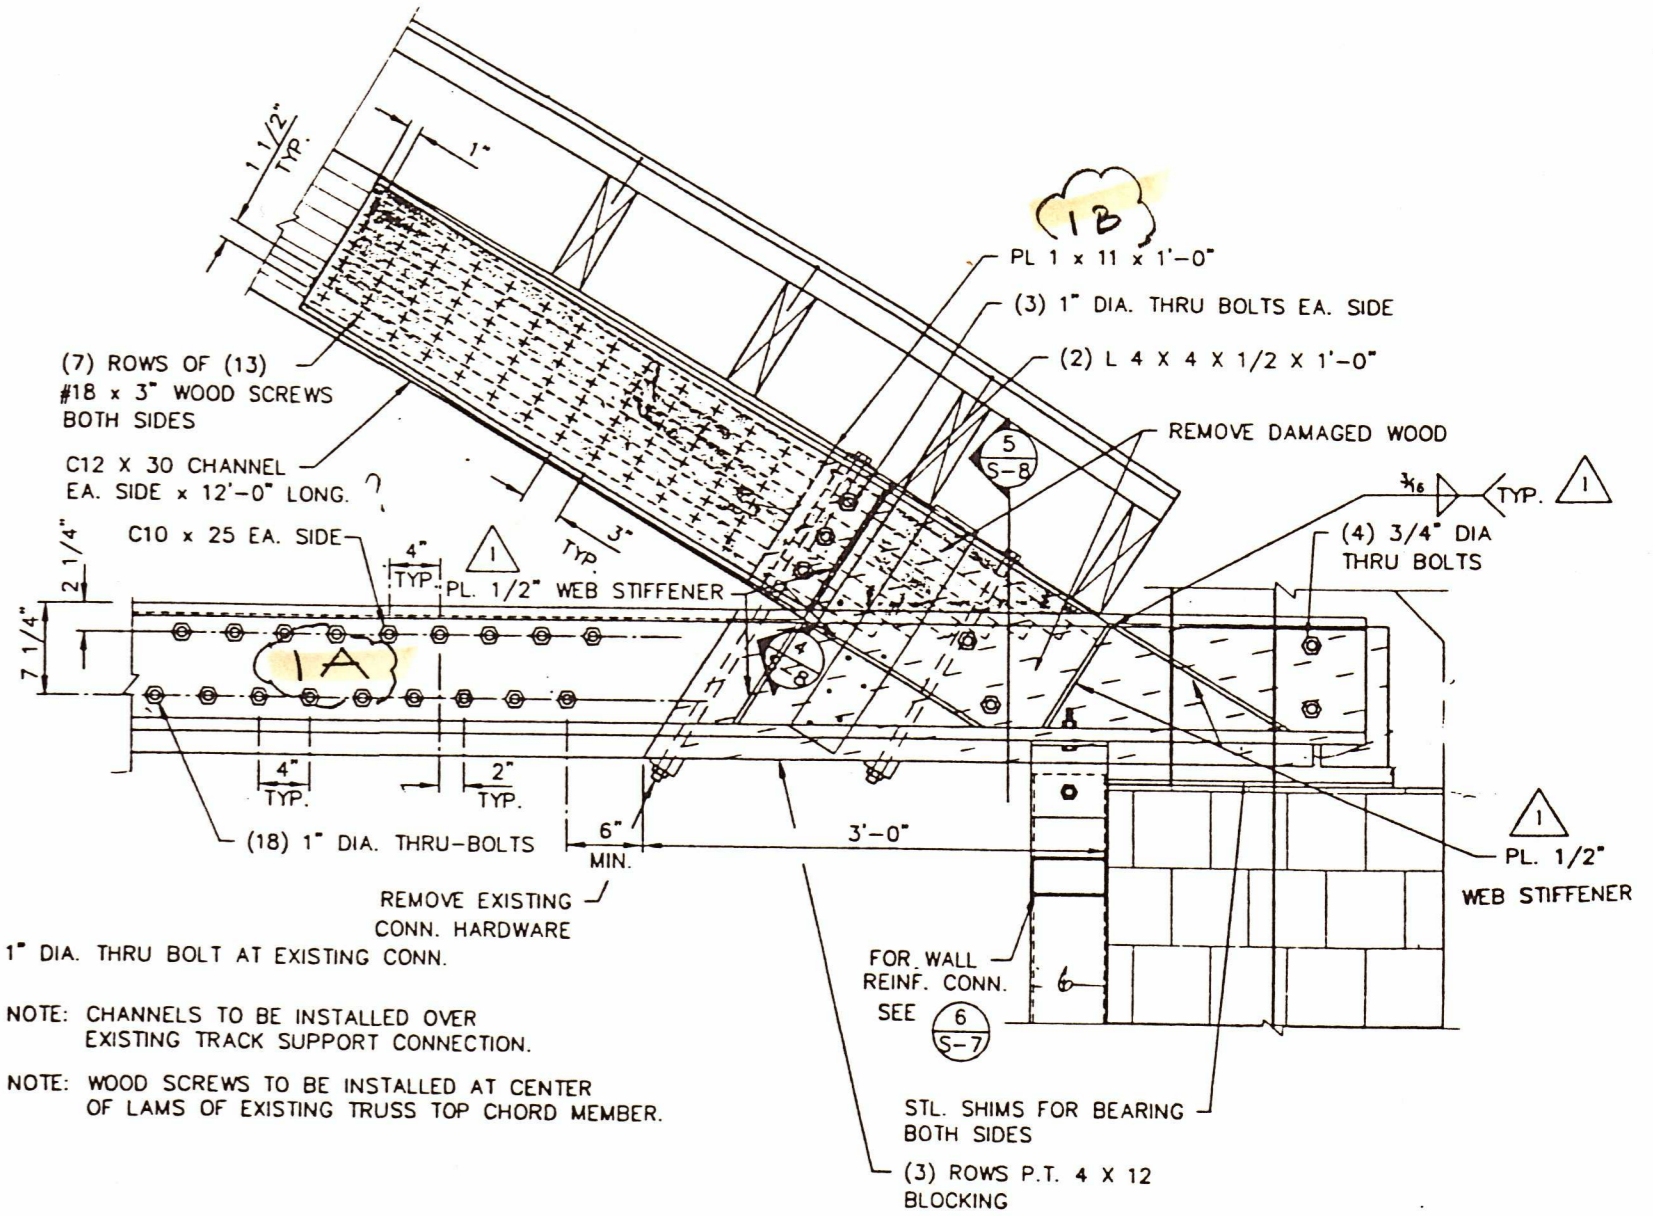 1 1/2"
TYP.
1"
1B
PL 1 x 11 x 1'-0"
(3) 1" DIA. THRU BOLTS EA. SIDE
(2) L 4 X 4 X 1/2 X 1'-0"
REMOVE DAMAGED WOOD
5
S-8
3/16
TYP.
1
(4) 3/4" DIA
THRU BOLTS
(7) ROWS OF (13)
#18 x 3" WOOD SCREWS
BOTH SIDES
C12 X 30 CHANNEL
EA. SIDE x 12'-0" LONG.
?
C10 x 25 EA. SIDE
4"
TYP.
1
PL. 1/2" WEB STIFFENER
3"
TYP.
2 1/4"
7 1/4"
1A
4
8
4"
TYP.
2"
TYP.
(18) 1" DIA. THRU-BOLTS
6"
MIN.
3'-0"
1
PL. 1/2"
WEB STIFFENER
REMOVE EXISTING
CONN. HARDWARE
1" DIA. THRU BOLT AT EXISTING CONN.
FOR WALL
REINF. CONN.
SEE
6
S-7
6
NOTE: CHANNELS TO BE INSTALLED OVER
EXISTING TRACK SUPPORT CONNECTION.
NOTE: WOOD SCREWS TO BE INSTALLED AT CENTER
OF LAMS OF EXISTING TRUSS TOP CHORD MEMBER.
STL. SHIMS FOR BEARING
BOTH SIDES
(3) ROWS P.T. 4 X 12
BLOCKING